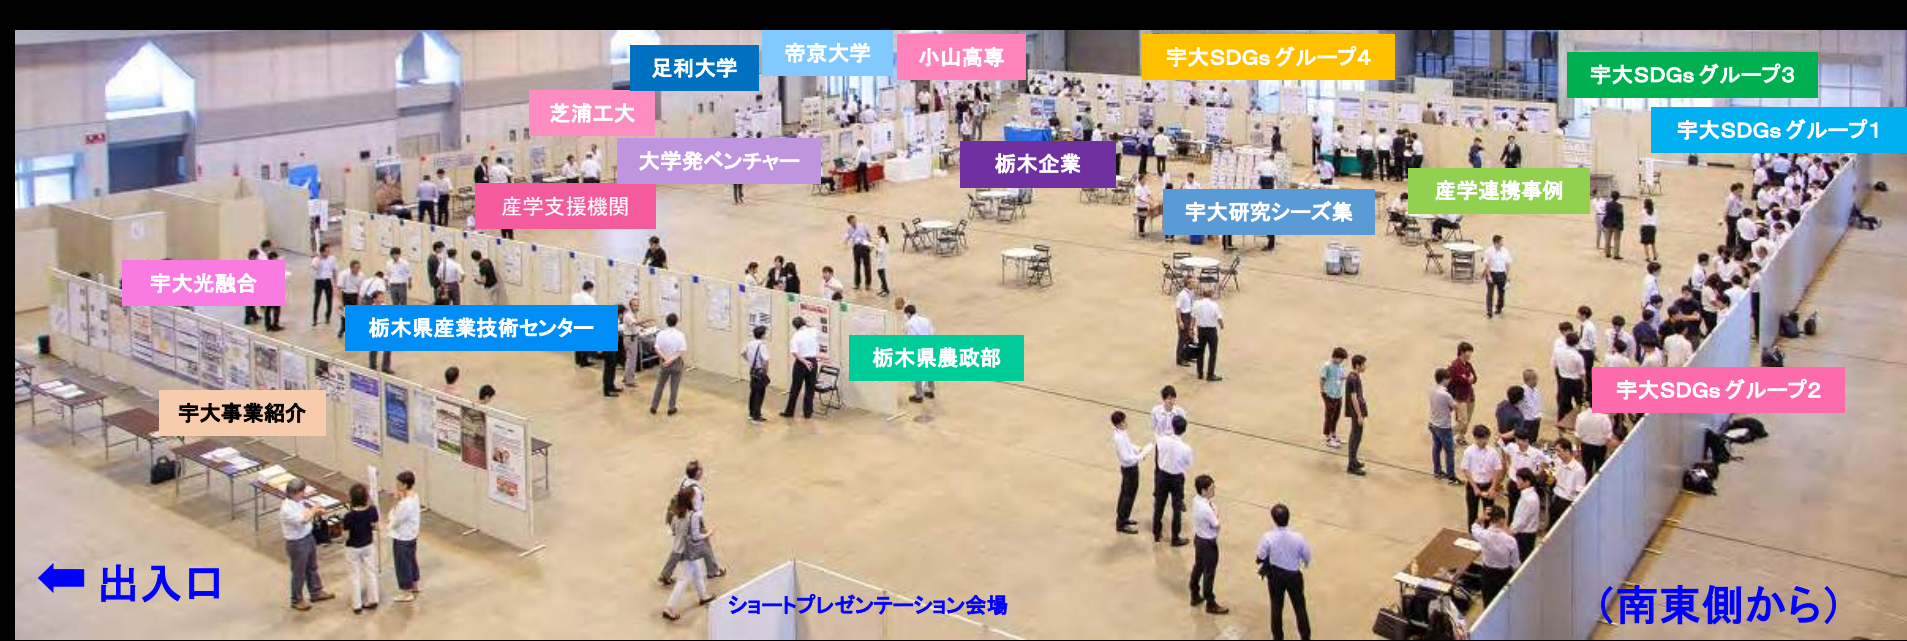 帝京大学
小山高専
宇大SDGsグループ4
足利大学
宇大SDGsグループ3
芝浦工大
宇大SDGsグループ1
大学発ベンチャー
栃木企業
産学支援機関
宇大研究シーズ集
産学連携事例
宇大光融合
栃木県産業技術センター
栃木県農政部
宇大SDGsグループ2
宇大事業紹介
⬅ 出入口
ショートプレゼンテーション会場
（南東側から）